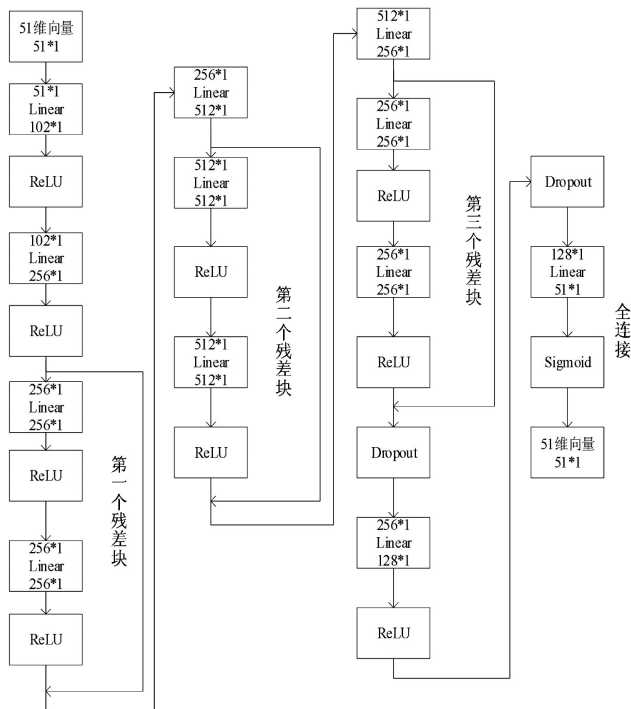 51维向量
51*1
51*1
Linear
102*1
ReLU
102*1
Linear
256*1
ReLU
256*1
Linear
256*1
ReLU
256*1
Linear
256*1
ReLU
第一个残差块
256*1
Linear
512*1
512*1
Linear
512*1
ReLU
512*1
Linear
512*1
ReLU
第二个残差块
512*1
Linear
256*1
256*1
Linear
256*1
ReLU
256*1
Linear
256*1
ReLU
第三个残差块
Dropout
256*1
Linear
128*1
ReLU
Dropout
128*1
Linear
51*1
Sigmoid
51维向量
51*1
全连接